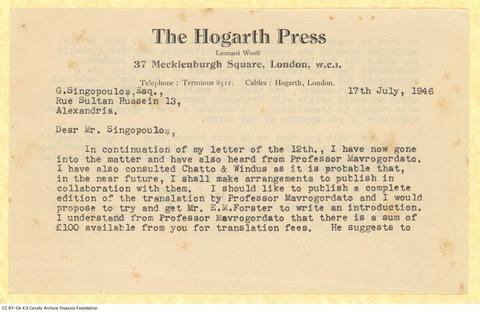 The Hogarth Press
Leonard Woolf
37 Mecklenburgh Square, London, w.c.1.
Telephone : Terminus 8511. Cables : Hogarth, London.
G.Singopoulos,Esq., 17th July, 1946
Rue Sultan Hussein 13,
Alexandria.
Dear Mr. Singopoulos,
In continuation of my letter of the 12th., I have now gone
into the matter and have also heard from Professor Mavrogordato.
I have also consulted Chatto & Windus as it is probable that,
in the near future, I shall make arrangements to publish in
collaboration with them. I should like to publish a complete
edition of the translation by Professor Mavrogordato and I would
propose to try and get Mr. E.M.Forster to write an introduction.
I understand from Professor Mavrogordato that there is a sum of
£100 available from you for translation fees. He suggests to
CC BY-SA 4.0 Cavafy Archive Onassis Foundation